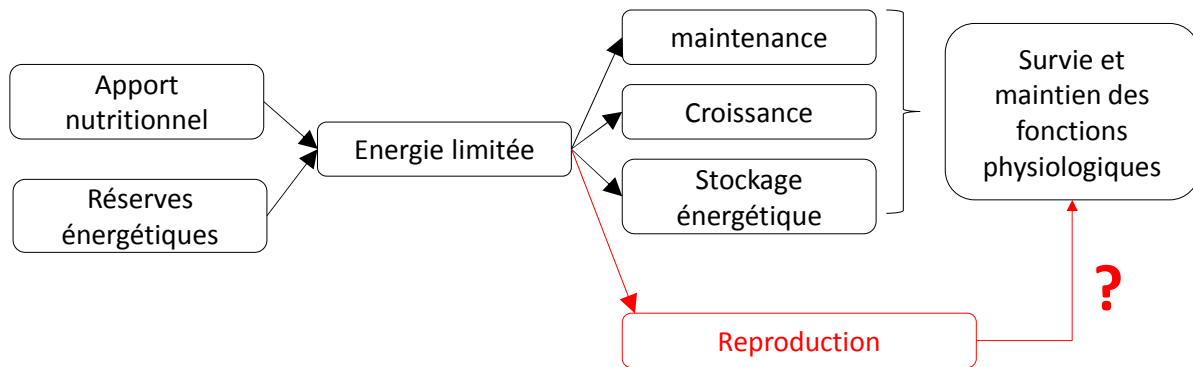 Apport
nutritionnel
Réserves
énergétiques
Energie limitée
maintenance
Croissance
Stockage
énergétique
Survie et
maintien des
fonctions
physiologiques
Reproduction
?